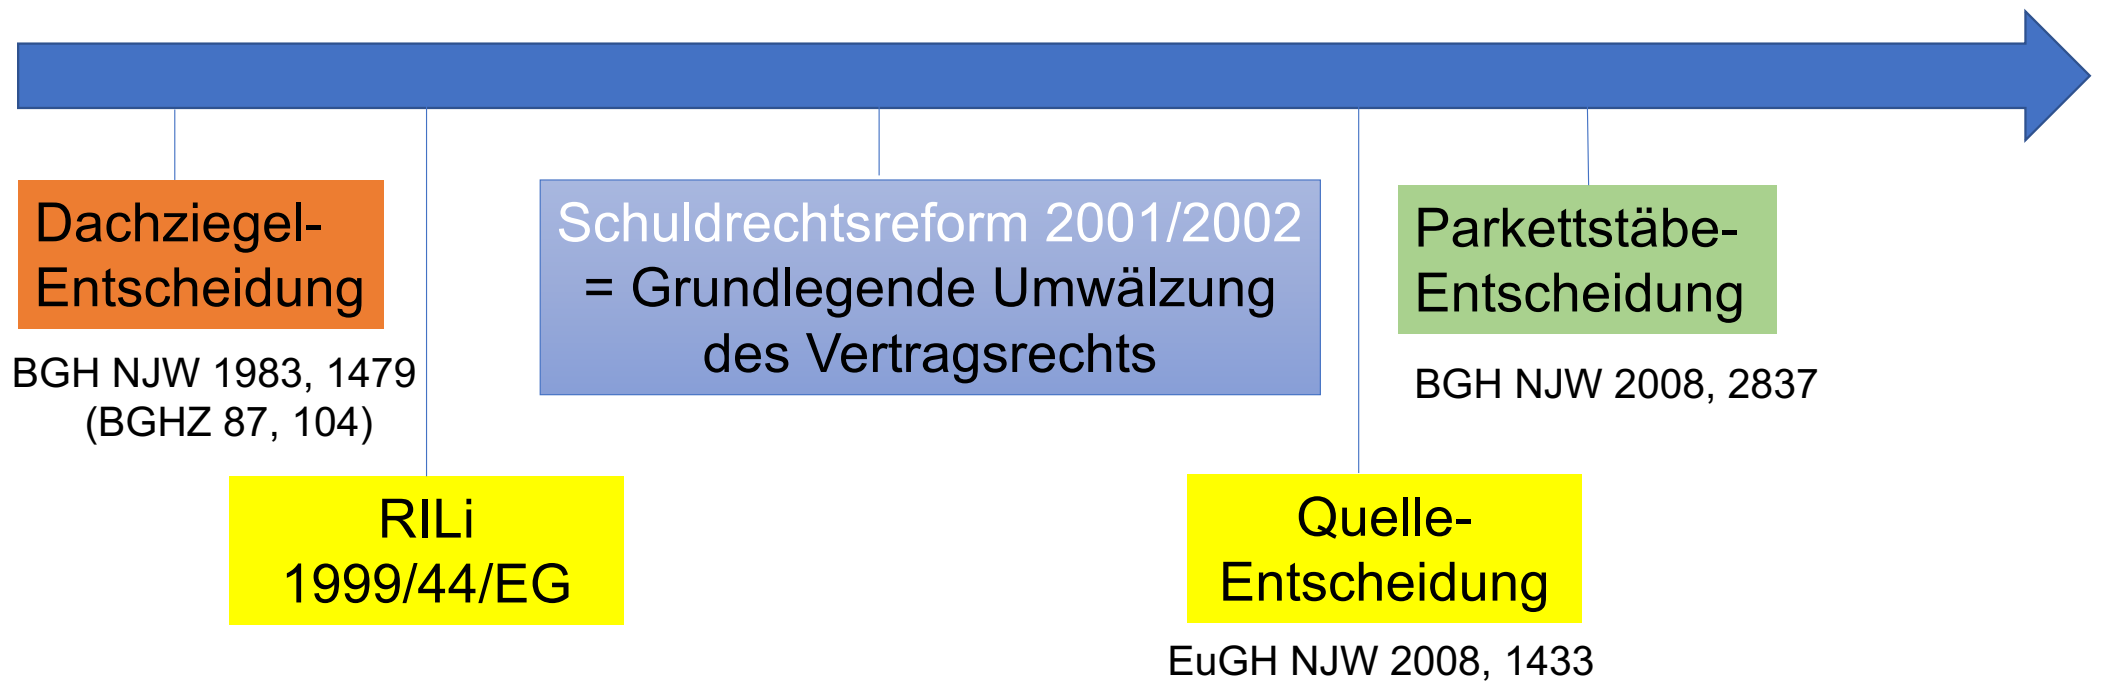 Dachziegel-
Entscheidung
BGH NJW 1983, 1479
(BGHZ 87, 104)
RILi
1999/44/EG
Schuldrechtsreform 2001/2002
= Grundlegende Umwälzung
des Vertragsrechts
Quelle-
Entscheidung
EuGH NJW 2008, 1433
Parkettstäbe-
Entscheidung
BGH NJW 2008, 2837